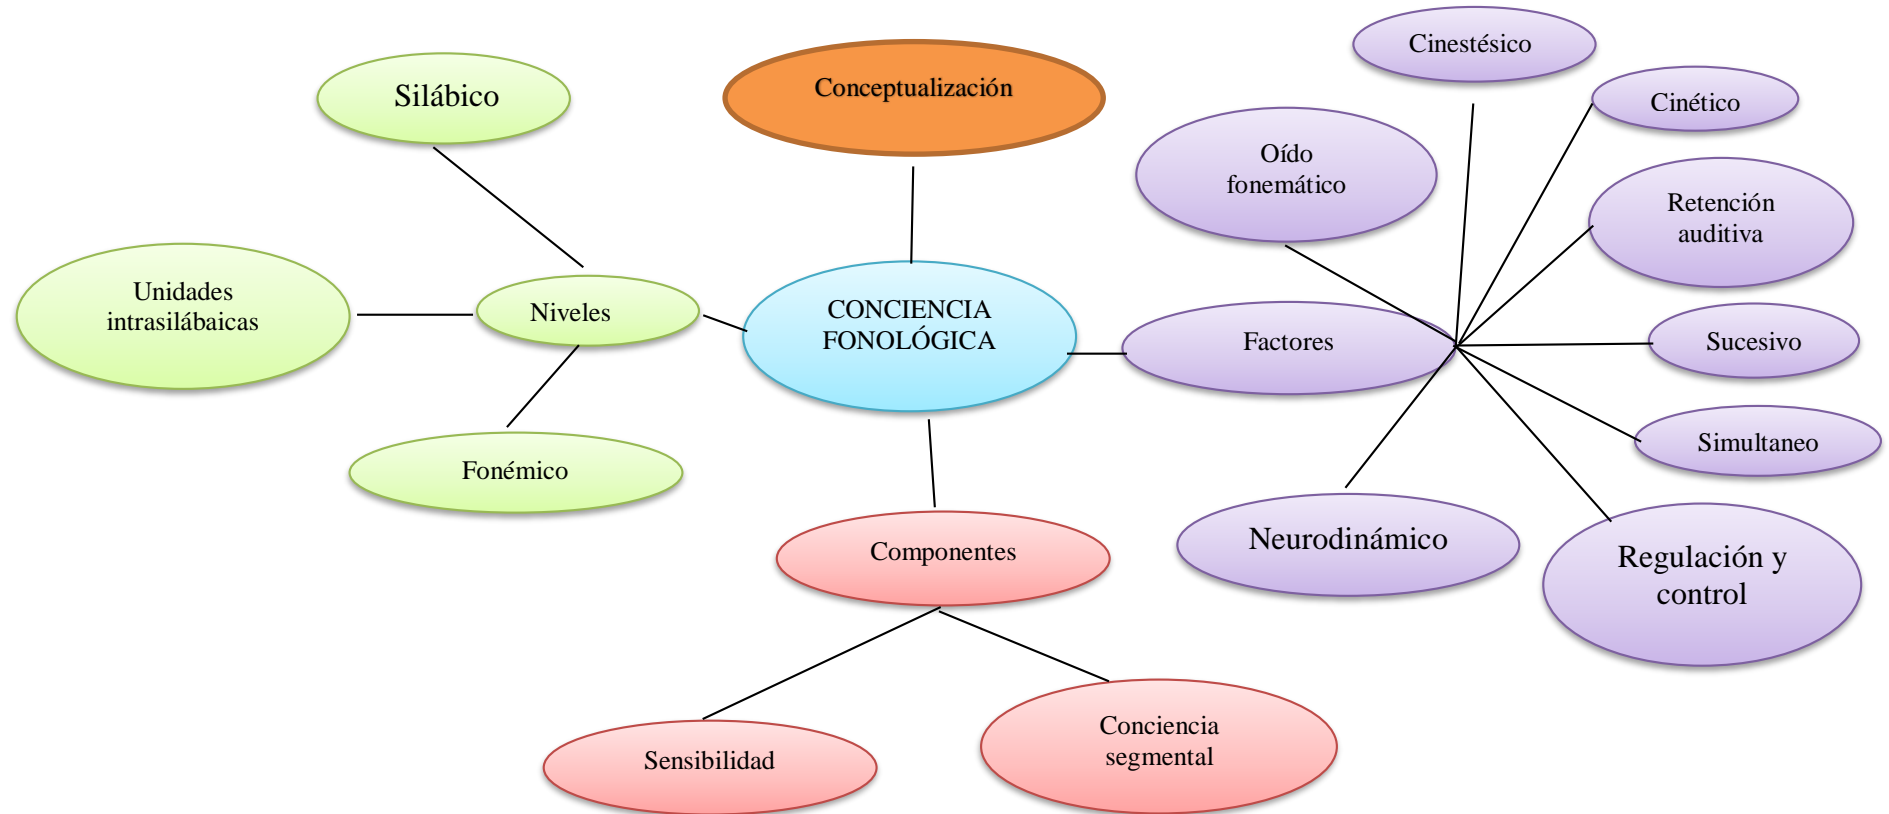 Cinestésico
Silábico
Conceptualización
Cinético
Oído
fonemático
Retención
auditiva
Unidades
intrasilábaicas
Niveles
CONCIENCIA
FONOLÓGICA
Factores
Sucesivo
Fonémico
Simultaneo
Componentes
Neurodinámico
Regulación y
control
Sensibilidad
Conciencia
segmental